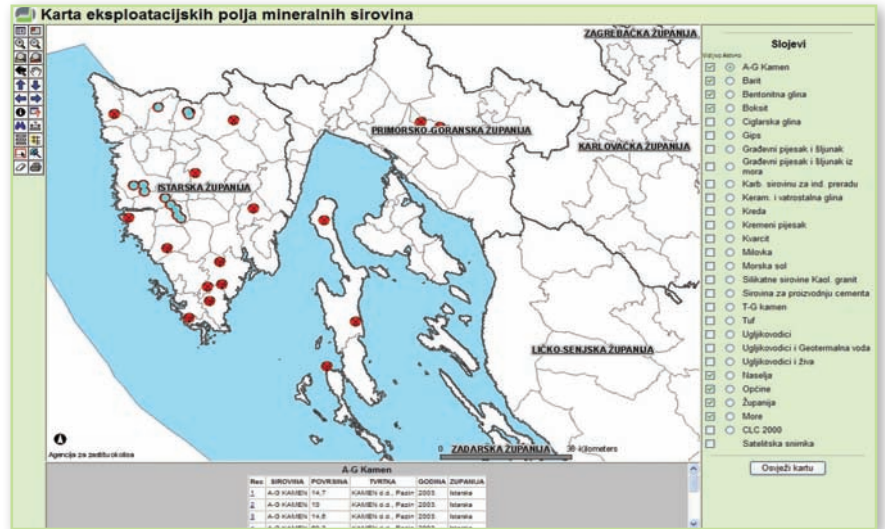 Karta eksploatacijskih polja mineralnih sirovina
ZAGREBAČKA ŽUPANIJA
PRIMORSKO-GORANSKA ŽUPANIJA
KARLOVAČKA ŽUPANIJA
ISTARSKA ŽUPANIJA
LIČKO-SENJSKA ŽUPANIJA
ZADARSKA ŽUPANIJA
0 39 kilometers
Agencija za zastitu okolisa
Slojevi
A-G Kamen
Barit
Bentonitna glina
Boksit
Ciglarska glina
Gips
Građevni pijesak i šljunak
Građevni pijesak i šljunak iz
mora
Karb. sirovinu za ind. preradu
Keram. i vatrostalna glina
Kreda
Kremeni pijesak
Kvarcit
Milovka
Morska sol
Silikatne sirovine Kaol. granit
Sirovina za proizvodnju cementa
T-G kamen
Tuf
Ugljikovodici
Ugljikovodici i Geotermalna voda
Ugljikovodici i živa
Naselja
Općine
Županija
More
CLC 2000
Satelitska snimka
Osvježi kartu
A-G Kamen
Rec SIROVINA POVRSINA TVRTKA GODINA ZUPANIJA
1 A-G KAMEN 14,7 KAMEN d.d., Pazin 2003. Istarska
2 A-G KAMEN 10 KAMEN d.d., Pazin 2003. Istarska
3 A-G KAMEN 14,6 KAMEN d.d., Pazin 2003. Istarska